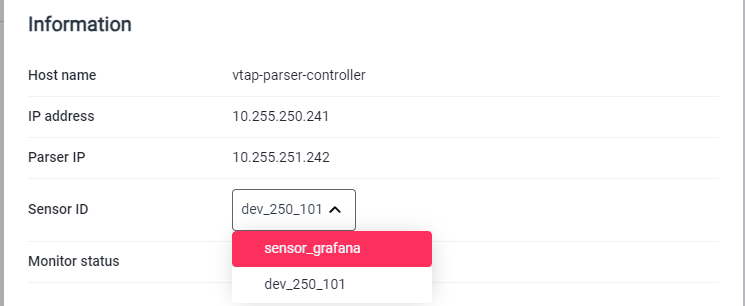 Information
Host name vtap-parser-controller
IP address 10.255.250.241
Parser IP 10.255.251.242
Sensor ID dev_250_101
sensor_grafana
Monitor status
dev_250_101